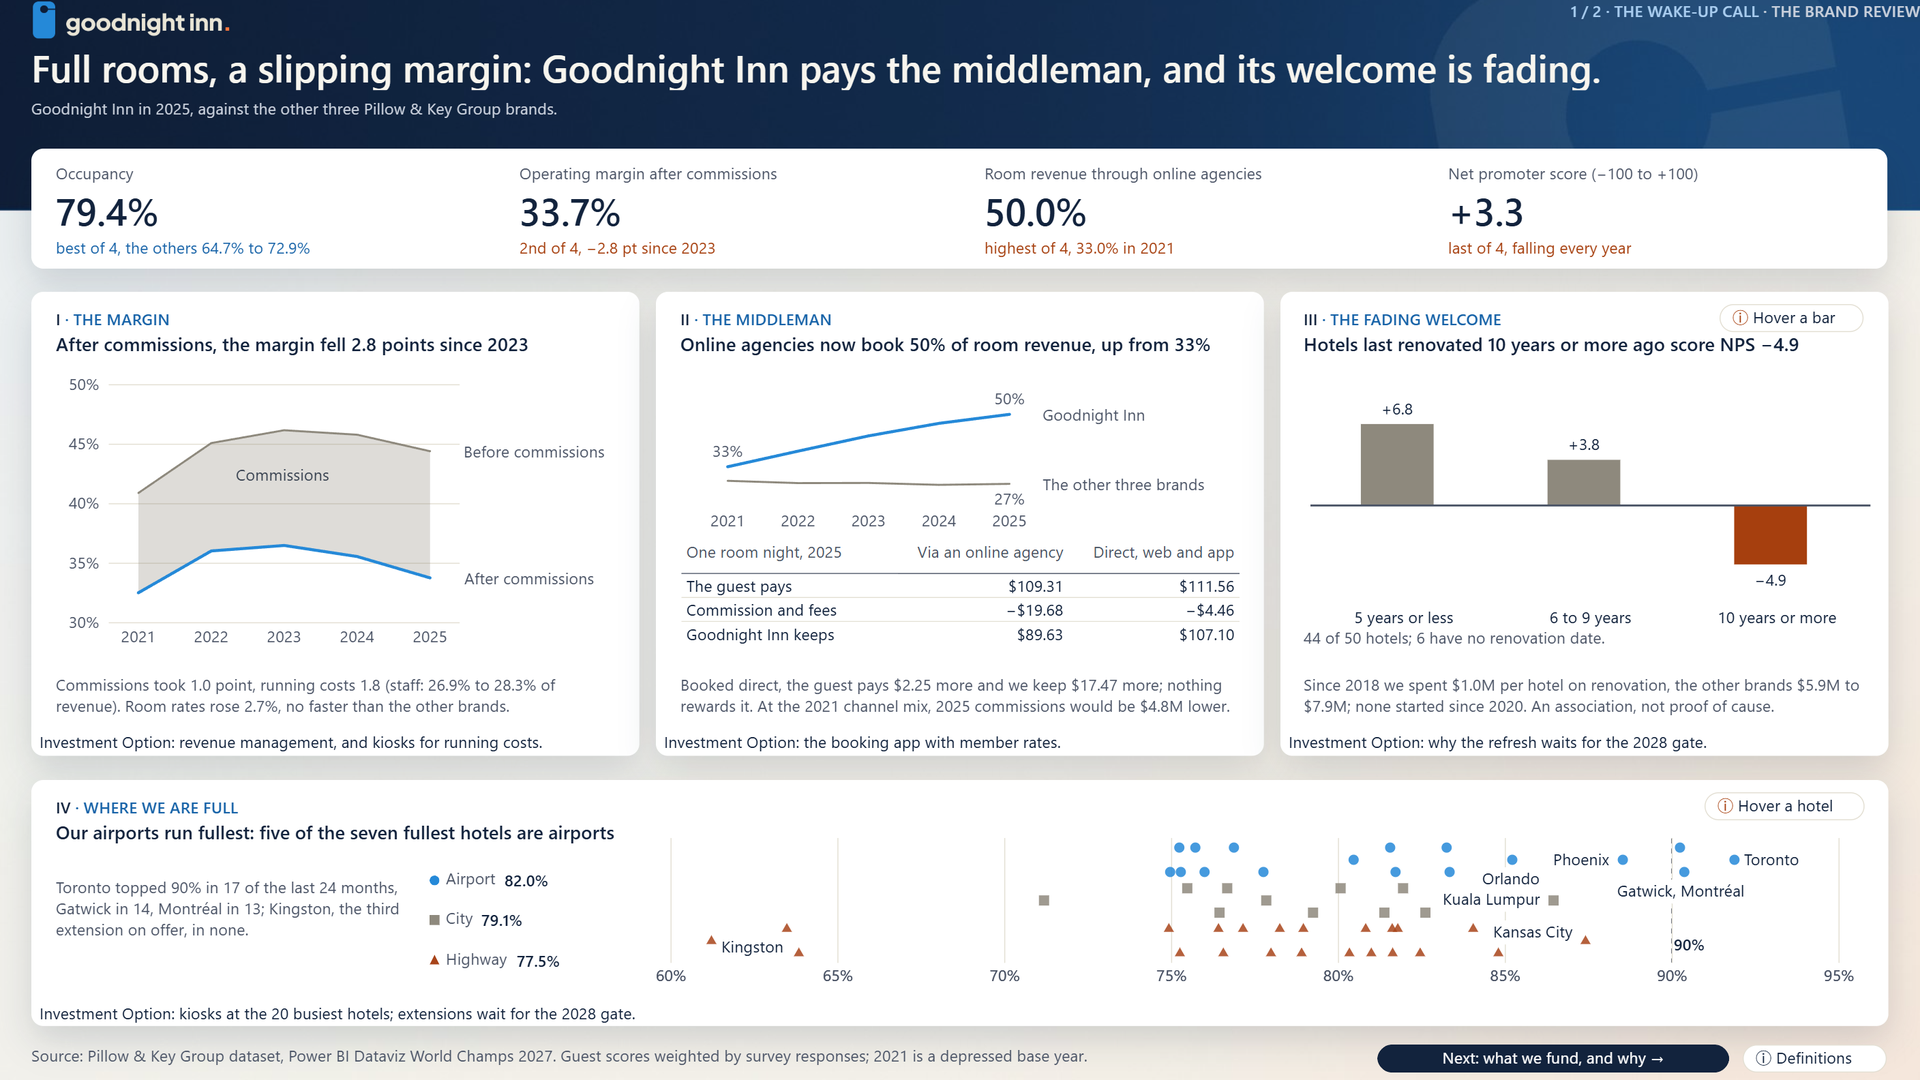 goodnight inn.
1 / 2 · THE WAKE-UP CALL · THE BRAND REVIEW
Full rooms, a slipping margin: Goodnight Inn pays the middleman, and its welcome is fading.
Goodnight Inn in 2025, against the other three Pillow & Key Group brands.
Occupancy
79.4%
best of 4, the others 64.7% to 72.9%
Operating margin after commissions
33.7%
2nd of 4, −2.8 pt since 2023
Room revenue through online agencies
50.0%
highest of 4, 33.0% in 2021
Net promoter score (−100 to +100)
+3.3
last of 4, falling every year
I · THE MARGIN
After commissions, the margin fell 2.8 points since 2023
50%
45%
40%
35%
30%
Before commissions
Commissions
After commissions
2021 2022 2023 2024 2025
Commissions took 1.0 point, running costs 1.8 (staff: 26.9% to 28.3% of
revenue). Room rates rose 2.7%, no faster than the other brands.
Investment Option: revenue management, and kiosks for running costs.
II · THE MIDDLEMAN
Online agencies now book 50% of room revenue, up from 33%
50%
Goodnight Inn
33%
The other three brands
27%
2021 2022 2023 2024 2025
One room night, 2025 Via an online agency Direct, web and app
The guest pays $109.31 $111.56
Commission and fees −$19.68 −$4.46
Goodnight Inn keeps $89.63 $107.10
Booked direct, the guest pays $2.25 more and we keep $17.47 more; nothing
rewards it. At the 2021 channel mix, 2025 commissions would be $4.8M lower.
Investment Option: the booking app with member rates.
III · THE FADING WELCOME
ⓘ Hover a bar
Hotels last renovated 10 years or more ago score NPS −4.9
+6.8
+3.8
−4.9
5 years or less 6 to 9 years 10 years or more
44 of 50 hotels; 6 have no renovation date.
Since 2018 we spent $1.0M per hotel on renovation, the other brands $5.9M to
$7.9M; none started since 2020. An association, not proof of cause.
Investment Option: why the refresh waits for the 2028 gate.
IV · WHERE WE ARE FULL
ⓘ Hover a hotel
Our airports run fullest: five of the seven fullest hotels are airports
Toronto topped 90% in 17 of the last 24 months,
Gatwick in 14, Montréal in 13; Kingston, the third
extension on offer, in none.
Airport 82.0%
City 79.1%
Highway 77.5%
Phoenix
Toronto
Orlando
Gatwick, Montréal
Kuala Lumpur
Kansas City
Kingston
90%
60% 65% 70% 75% 80% 85% 90% 95%
Investment Option: kiosks at the 20 busiest hotels; extensions wait for the 2028 gate.
Source: Pillow & Key Group dataset, Power BI Dataviz World Champs 2027. Guest scores weighted by survey responses; 2021 is a depressed base year.
Next: what we fund, and why →
ⓘ Definitions